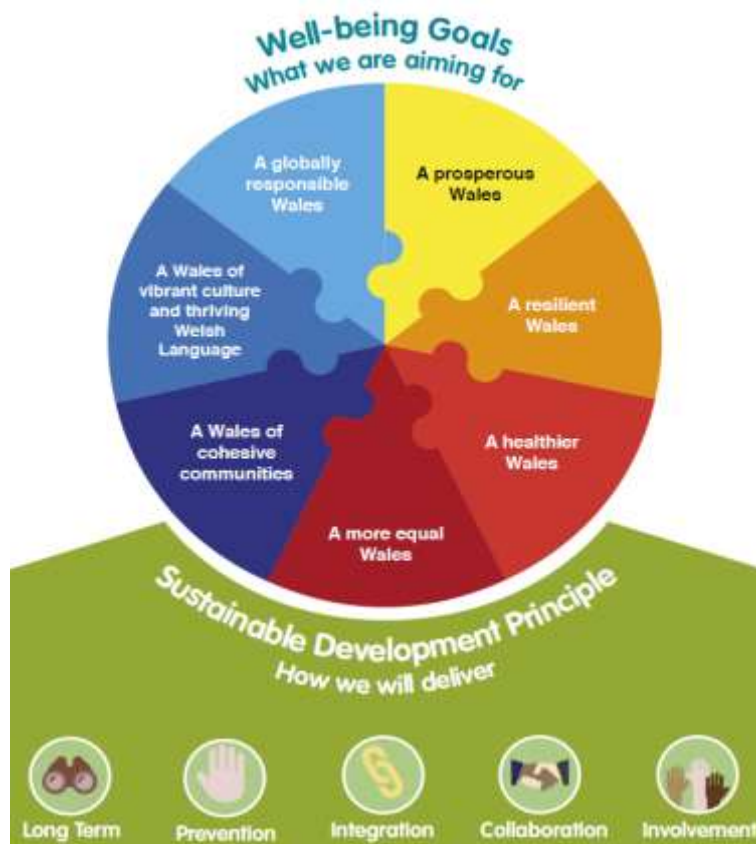 Well-being Goals
What we are aiming for
A globally
responsible
Wales
A prosperous
Wales
A Wales of
vibrant culture
and thriving
Welsh
Language
A resilient
Wales
A Wales of
cohesive
communities
A healthier
Wales
A more equal
Wales
Sustainable Development Principle
How we will deliver
Long Term
Prevention
Integration
Collaboration
Involvement